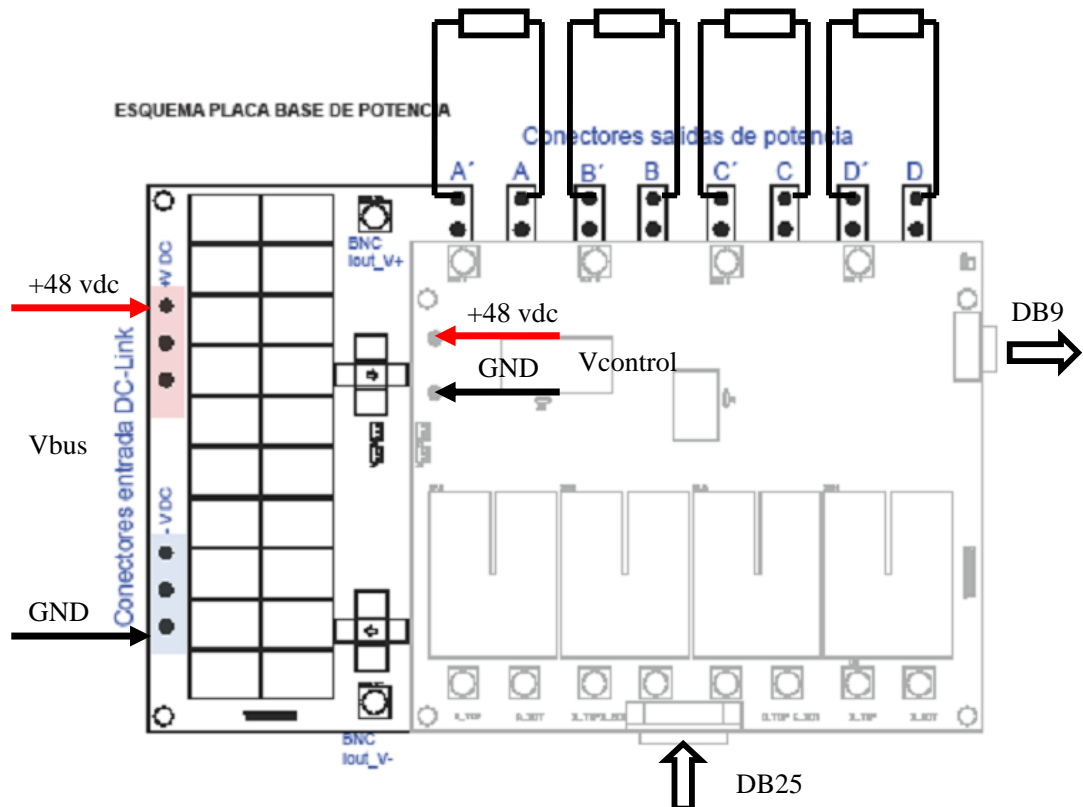 ESQUEMA PLACA BASE DE POTENCIA
Conectores salidas de potencia
A´ A B´ B C´ C D´ D
BNC
Iout_V+
+V DC
+48 vdc
+48 vdc
DB9
GND
Vcontrol
Vbus
Conectores entrada DC-Link
- V DC
GND
BNC
Iout_V-
DB25